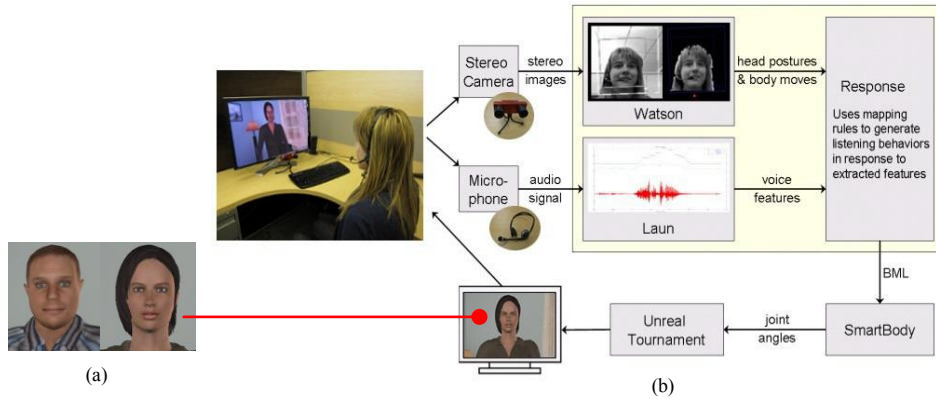 Stereo
Camera
stereo
images
Watson
head postures
& body moves
Response
Uses mapping
rules to generate
listening behaviors
in response to
extracted features
Micro-
phone
audio
signal
Laun
voice
features
BML
SmartBody
joint
angles
Unreal
Tournament
(a)
(b)